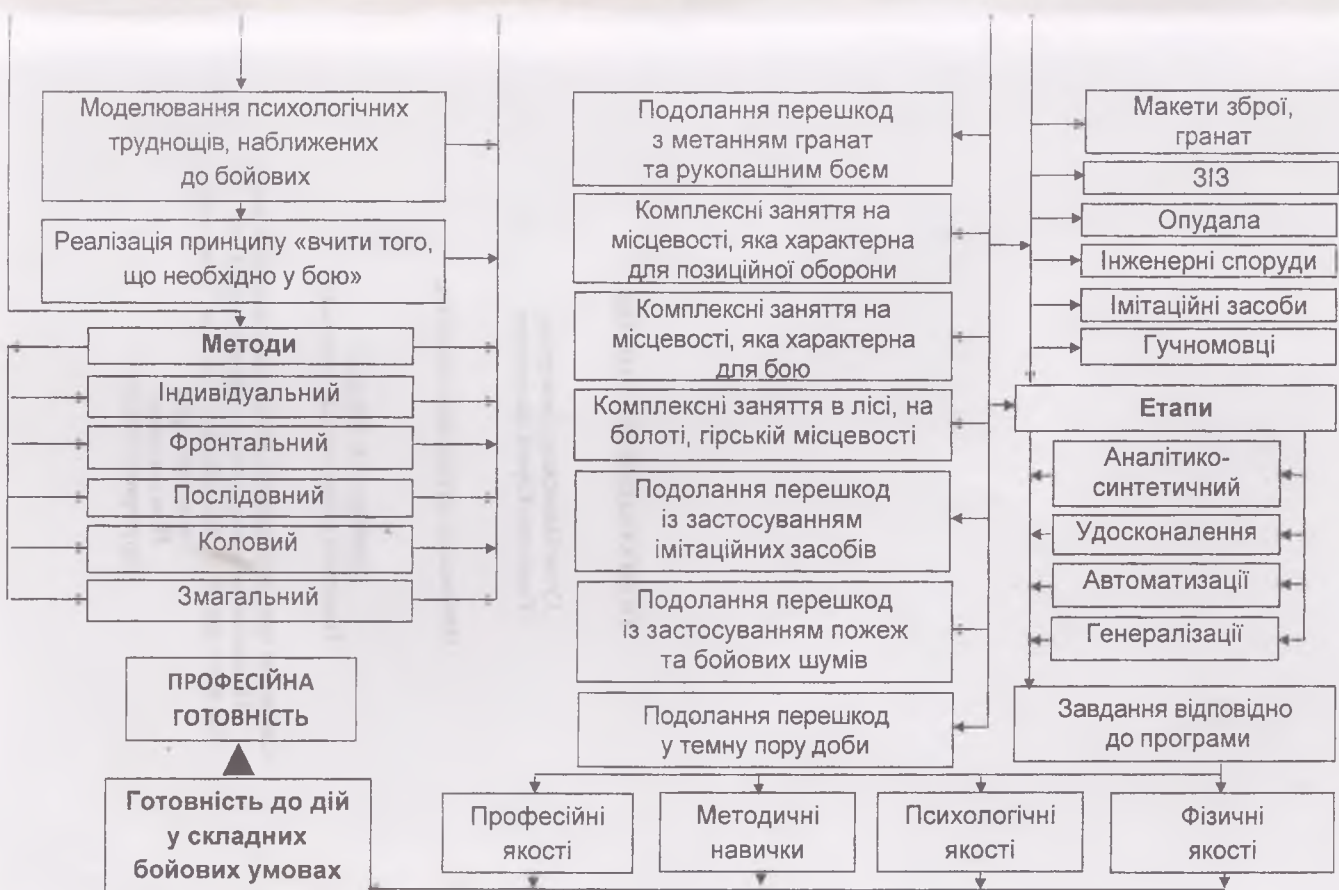 Моделювання психологічних
труднощів, наближених
до бойових
Реалізація принципу «вчити того,
що необхідно у бою»
Методи
Індивідуальний
Фронтальний
Послідовний
Коловий
Змагальний
ПРОФЕСІЙНА
ГОТОВНІСТЬ
Готовність до дій
у складних
бойових умовах
Подолання перешкод
з метанням гранат
та рукопашним боєм
Комплексні заняття на
місцевості, яка характерна
для позиційної оборони
Комплексні заняття на
місцевості, яка характерна
для бою
Комплексні заняття в лісі, на
болоті, гірській місцевості
Подолання перешкод
із застосуванням
імітаційних засобів
Подолання перешкод
із застосуванням пожеж
та бойових шумів
Подолання перешкод
у темну пору доби
Макети зброї,
гранат
ЗІЗ
Опудала
Інженерні споруди
Імітаційні засоби
Гучномовці
Етапи
Аналітико-
синтетичний
Удосконалення
Автоматизації
Генералізації
Завдання відповідно
до програми
Професійні
якості
Методичні
навички
Психологічні
якості
Фізичні
якості